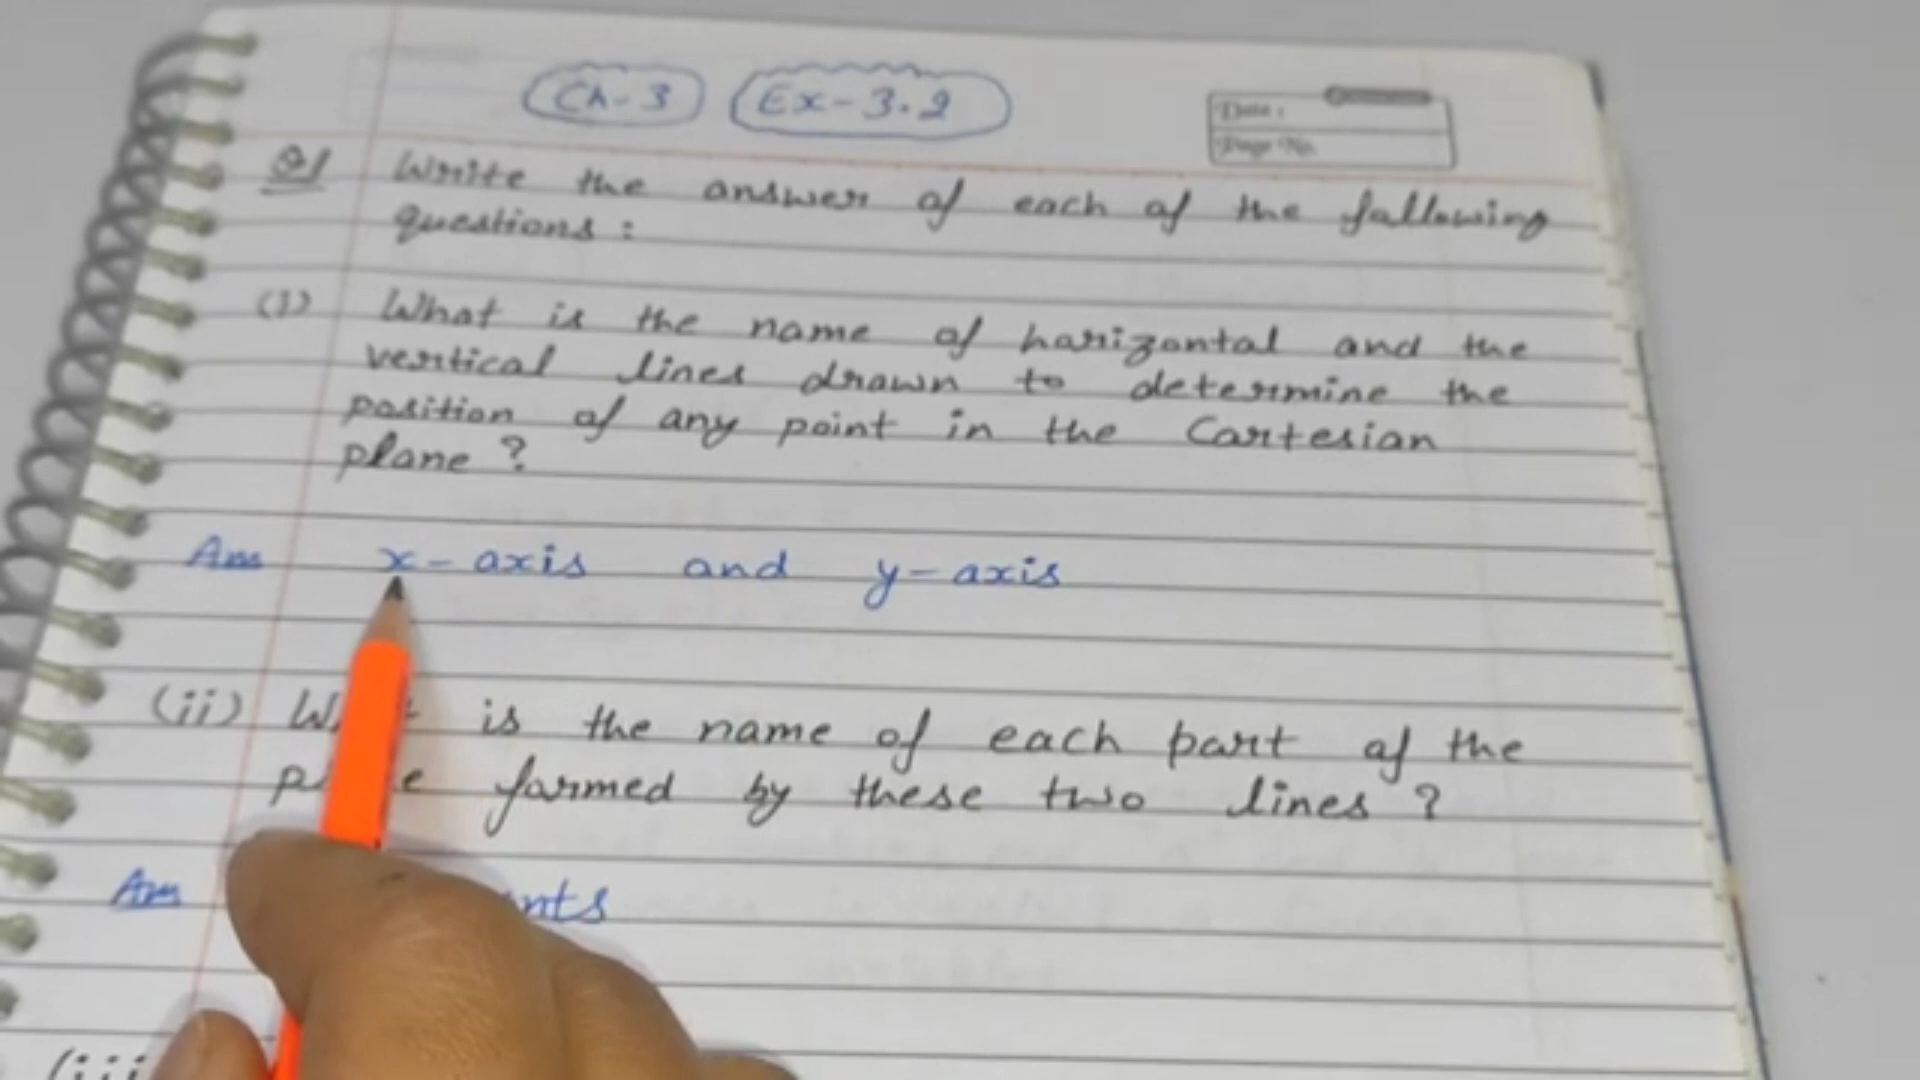 Ch-3 Ex-3.2
Date :
Page No.
Q1 Write the answer of each of the following
questions :
(i) What is the name of horizontal and the
vertical lines drawn to determine the
position of any point in the Cartesian
plane ?
Ans x-axis and y-axis
(ii) is the name of each part of the
formed by these two lines ?
Ans nts
(iii